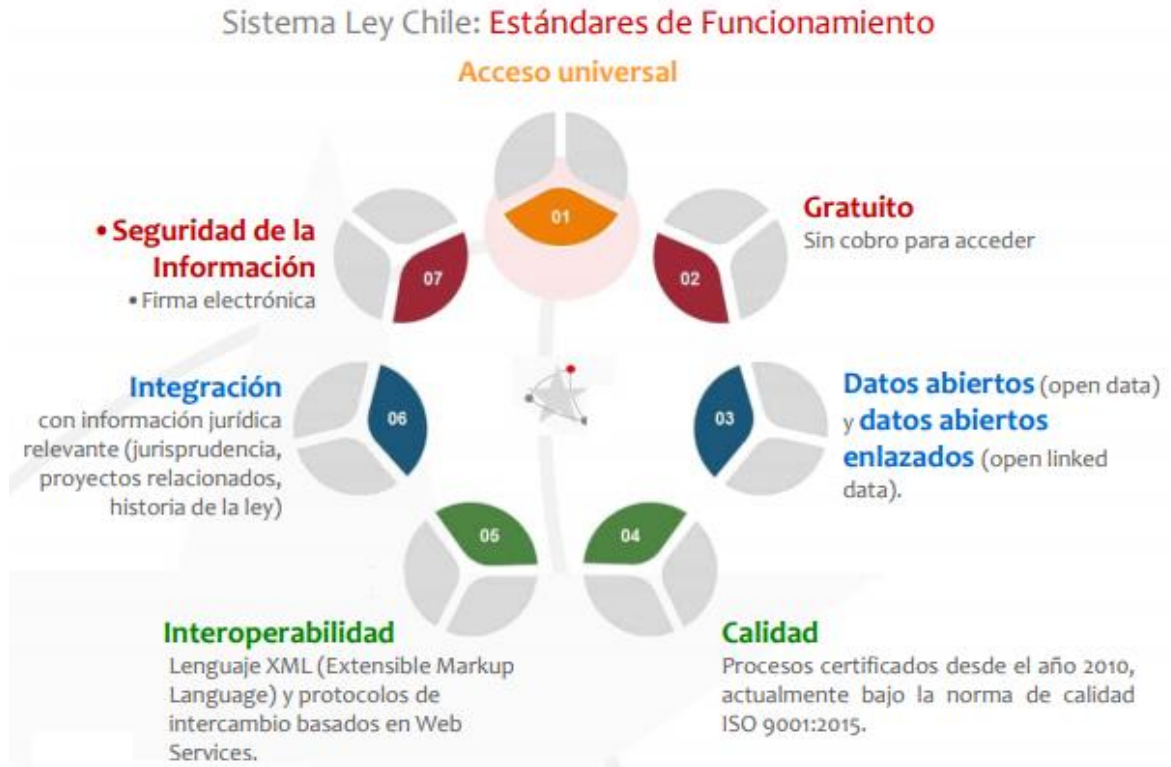 Sistema Ley Chile: Estándares de Funcionamiento
Acceso universal
01
Gratuito
Sin cobro para acceder
02
Datos abiertos (open data)
y datos abiertos
enlazados (open linked
data).
03
Calidad
Procesos certificados desde el año 2010,
actualmente bajo la norma de calidad
ISO 9001:2015.
04
Interoperabilidad
Lenguaje XML (Extensible Markup
Language) y protocolos de
intercambio basados en Web
Services.
05
Integración
con información jurídica
relevante (jurisprudencia,
proyectos relacionados,
historia de la ley)
06
• Seguridad de la
Información
• Firma electrónica
07